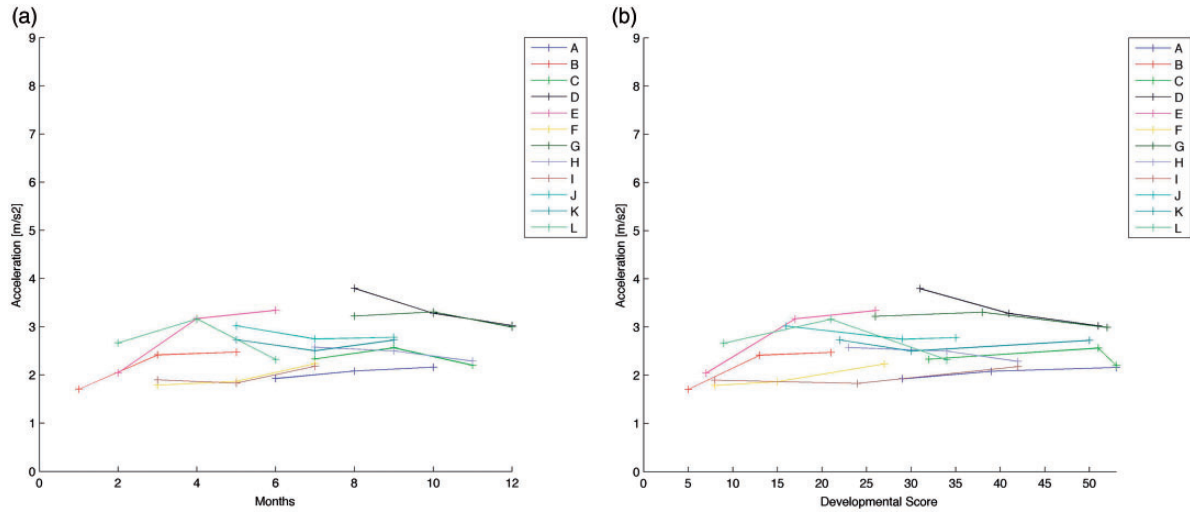 (a)
9
8
7
6
5
4
3
2
1
0
0 2 4 6 8 10 12
Acceleration [m/s2]
Months
A
B
C
D
E
F
G
H
I
J
K
L
(b)
9
8
7
6
5
4
3
2
1
0
0 5 10 15 20 25 30 35 40 45 50
Acceleration [m/s2]
Developmental Score
A
B
C
D
E
F
G
H
I
J
K
L